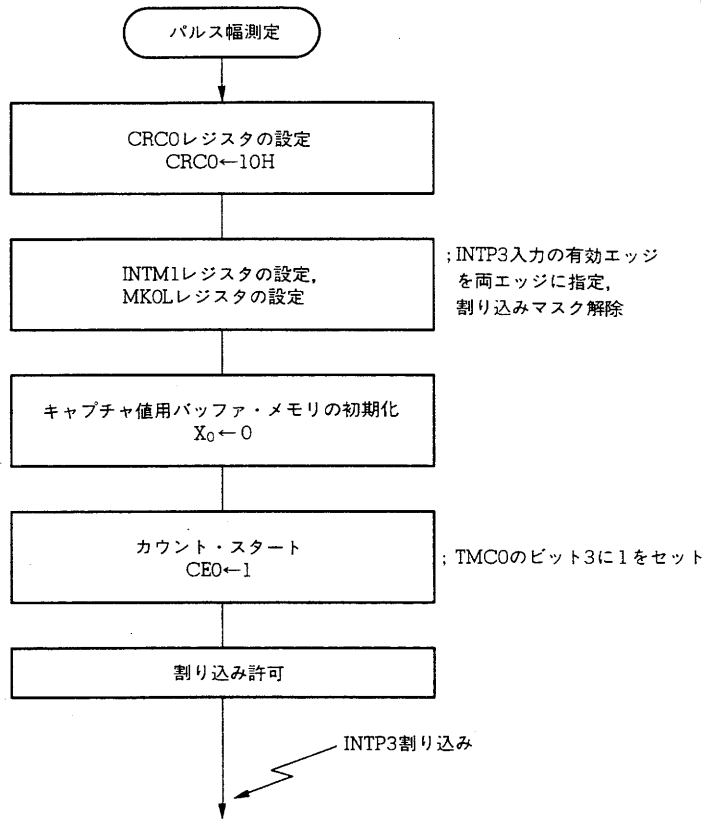 パルス幅測定
CRC0レジスタの設定
CRC0←10H
INTM1レジスタの設定,
MK0Lレジスタの設定
;INTP3入力の有効エッジ
を両エッジに指定,
割り込みマスク解除
キャプチャ値用バッファ・メモリの初期化
X₀←0
カウント・スタート
CE0←1
;TMC0のビット3に1をセット
割り込み許可
INTP3割り込み